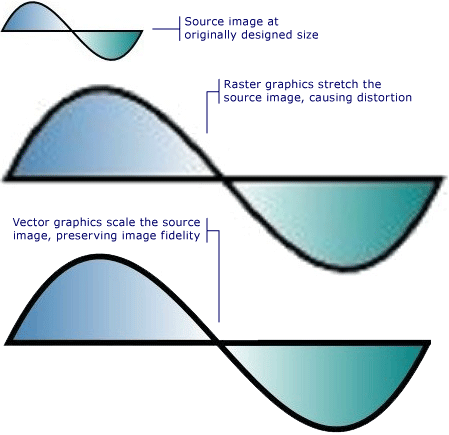 Source image at
originally designed size
Raster graphics stretch the
source image, causing distortion
Vector graphics scale the source
image, preserving image fidelity